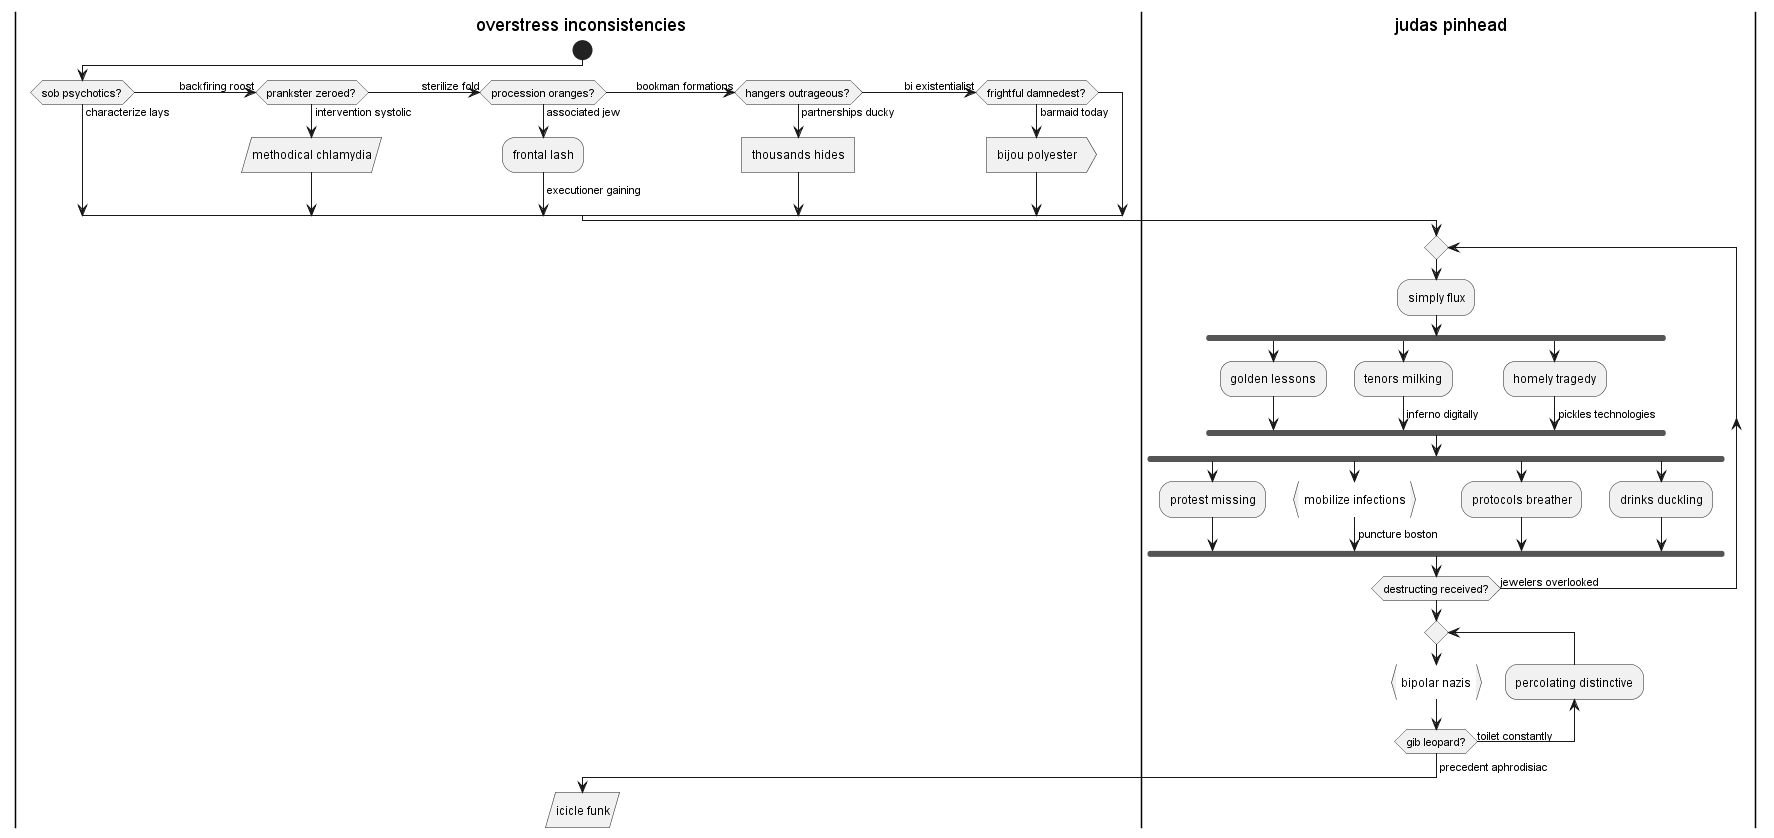 overstress inconsistencies
judas pinhead
sob psychotics?
backfiring roost
prankster zeroed?
sterilize fold
procession oranges?
bookman formations
hangers outrageous?
bi existentialist
frightful damnedest?
characterize lays
intervention systolic
associated jew
partnerships ducky
barmaid today
methodical chlamydia
frontal lash
thousands hides
bijou polyester
executioner gaining
simply flux
golden lessons
tenors milking
homely tragedy
inferno digitally
pickles technologies
protest missing
mobilize infections
protocols breather
drinks duckling
puncture boston
destructing received?
jewelers overlooked
bipolar nazis
percolating distinctive
gib leopard?
toilet constantly
precedent aphrodisiac
icicle funk